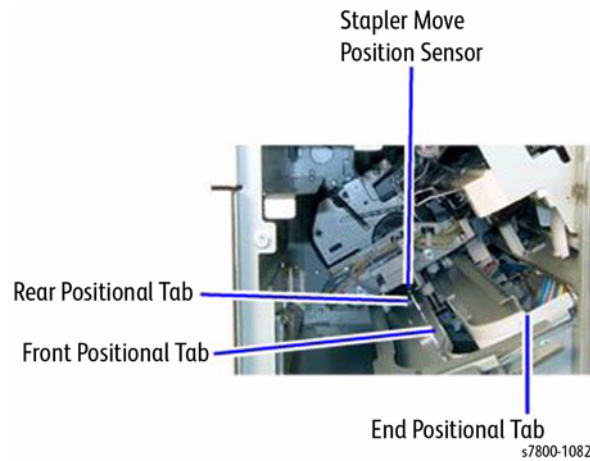 Stapler Move
Position Sensor
Rear Positional Tab
Front Positional Tab
End Positional Tab
s7800-1082